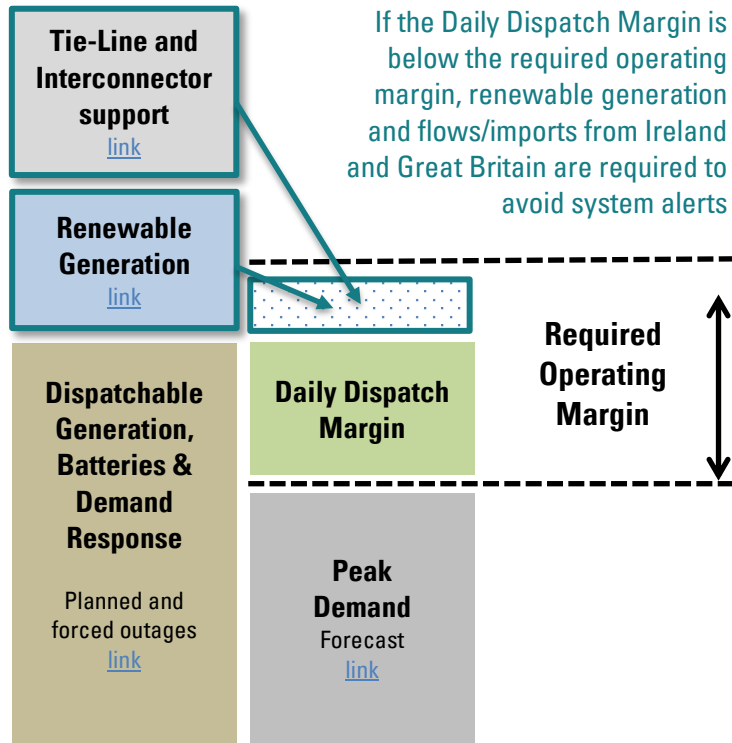 Tie-Line and
Interconnector
support
link
If the Daily Dispatch Margin is
below the required operating
margin, renewable generation
and flows/imports from Ireland
and Great Britain are required to
avoid system alerts
Renewable
Generation
link
Dispatchable
Generation,
Batteries &
Demand
Response
Planned and
forced outages
link
Daily Dispatch
Margin
Required
Operating
Margin
Peak
Demand
Forecast
link